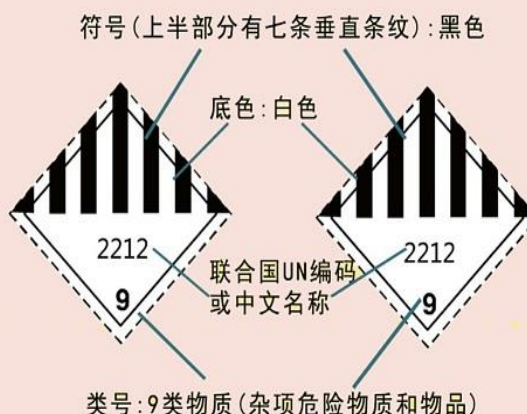 符号(上半部分有七条垂直条纹):黑色
底色:白色
2212
2212
联合国UN编码
或中文名称
9
9
类号:9类物质(杂项危险物质和物品)